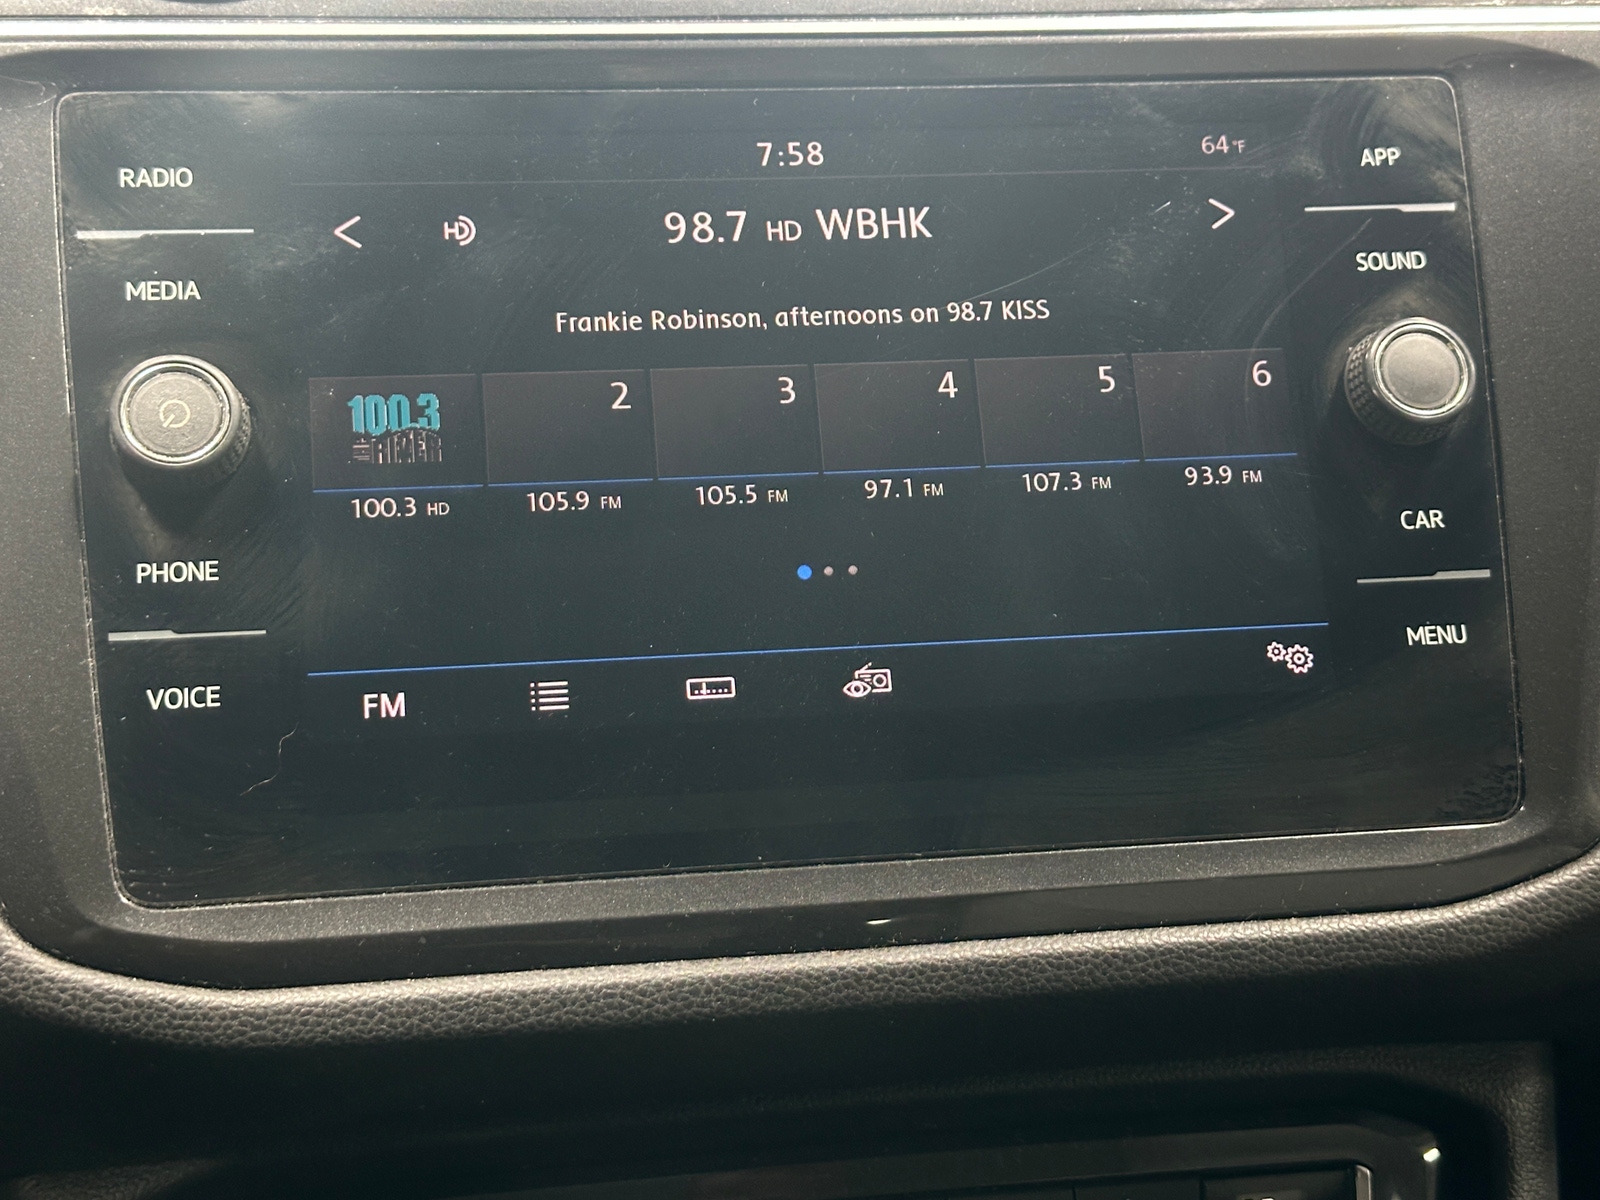 7:58
64°F
RADIO
APP
98.7 HD WBHK
MEDIA
SOUND
Frankie Robinson, afternoons on 98.7 KISS
100.3
2
3
4
5
6
100.3 HD
105.9 FM
105.5 FM
97.1 FM
107.3 FM
93.9 FM
PHONE
CAR
VOICE
MENU
FM